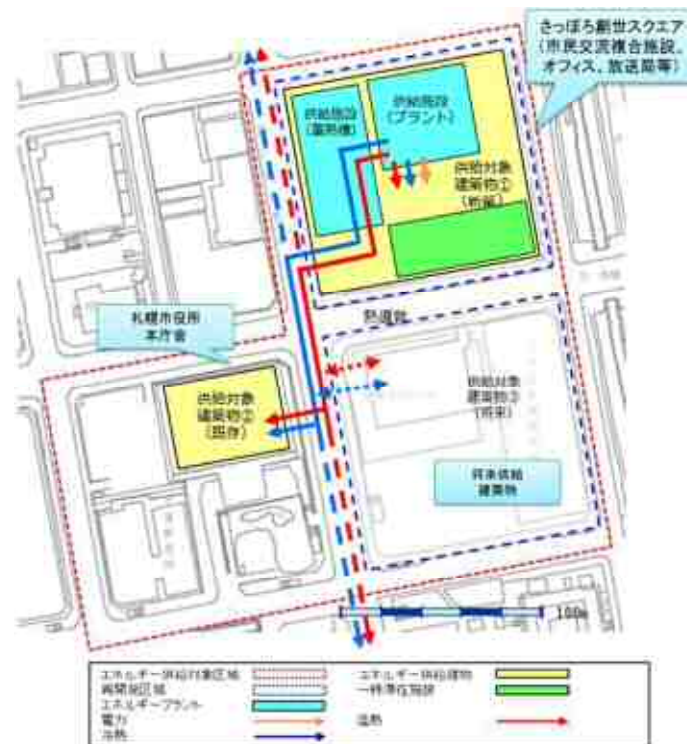 さっぽろ創世スクエア
(市民交流複合施設、
オフィス、放送局等)
供給施設
(蓄熱槽)
供給施設
(プラント)
供給対象
建築物①
(新築)
熱導管
札幌市役所
本庁舎
供給対象
建築物②
(既存)
供給対象
建築物③
(将来)
将来供給
建築物
100m
エネルギー供給対象区域
エネルギー供給建物
再開発区域
一時滞在施設
エネルギープラント
電力
温熱
冷熱